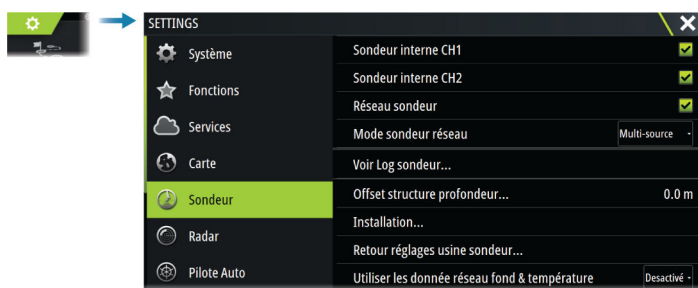 SETTINGS
Système
Fonctions
Services
Carte
Sondeur
Radar
Pilote Auto
Sondeur interne CH1
Sondeur interne CH2
Réseau sondeur
Mode sondeur réseau Multi-source
Voir Log sondeur...
Offset structure profondeur... 0.0 m
Installation...
Retour réglages usine sondeur...
Utiliser les donnée réseau fond & température Desactivé